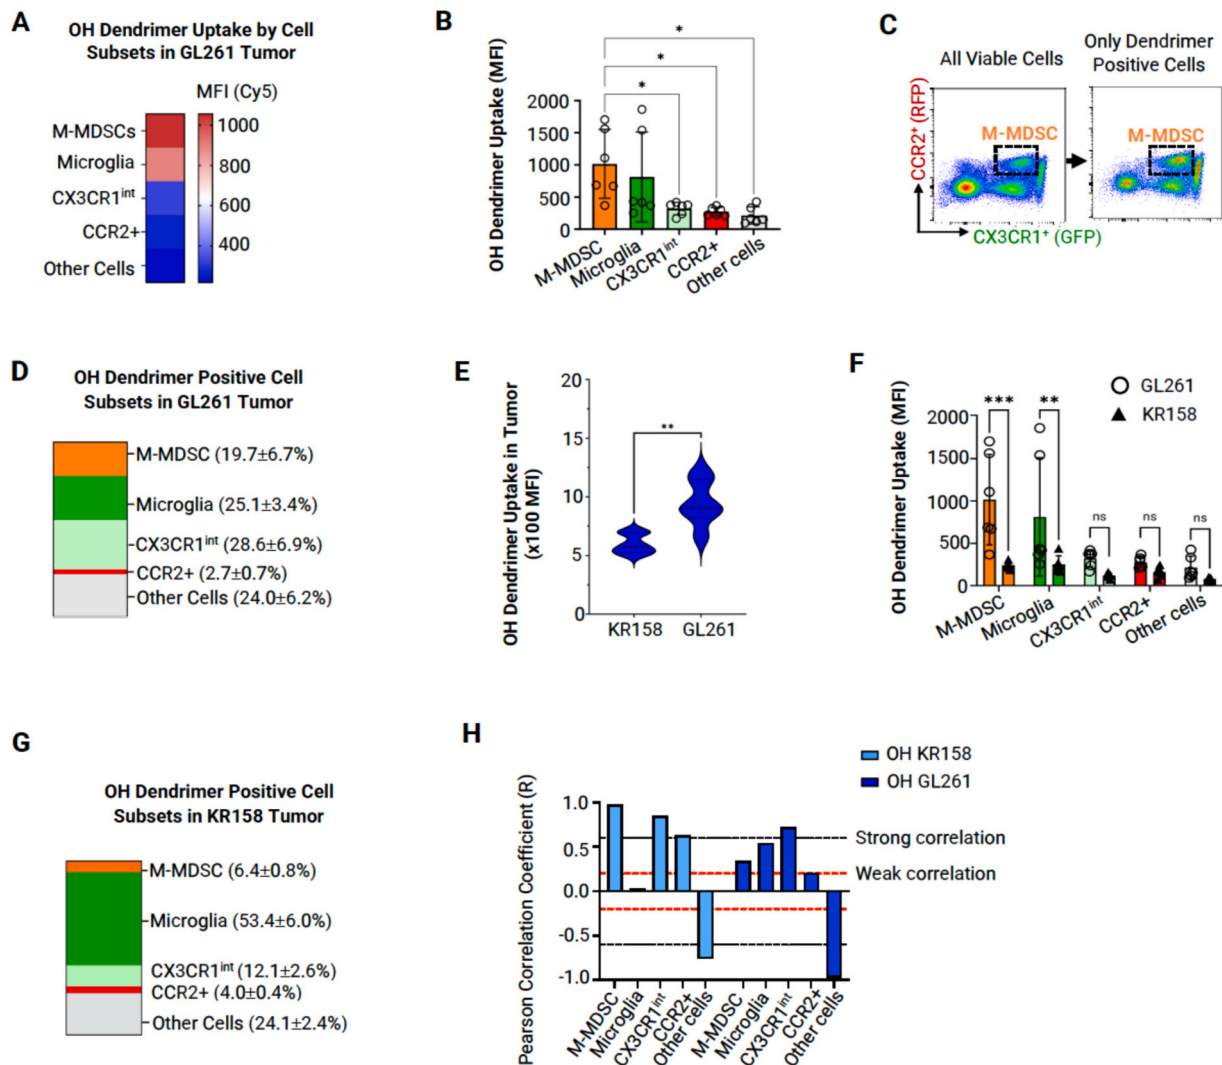 A
OH Dendrimer Uptake by Cell
Subsets in GL261 Tumor
MFI (Cy5)
M-MDSCs
Microglia
CX3CR1int
CCR2+
Other Cells
1000
800
600
400
B
OH Dendrimer Uptake (MFI)
2000
1500
1000
500
0
*
*
*
M-MDSC
Microglia
CX3CR1int
CCR2+
Other cells
C
All Viable Cells
Only Dendrimer
Positive Cells
M-MDSC
M-MDSC
CCR2+ (RFP)
CX3CR1+ (GFP)
D
OH Dendrimer Positive Cell
Subsets in GL261 Tumor
M-MDSC (19.7±6.7%)
Microglia (25.1±3.4%)
CX3CR1int (28.6±6.9%)
CCR2+ (2.7±0.7%)
Other Cells (24.0±6.2%)
E
OH Dendrimer Uptake in Tumor
(x100 MFI)
20
15
10
5
0
**
KR158
GL261
F
GL261
KR158
OH Dendrimer Uptake (MFI)
2000
1500
1000
500
0
***
**
ns
ns
ns
M-MDSC
Microglia
CX3CR1int
CCR2+
Other cells
G
OH Dendrimer Positive Cell
Subsets in KR158 Tumor
M-MDSC (6.4±0.8%)
Microglia (53.4±6.0%)
CX3CR1int (12.1±2.6%)
CCR2+ (4.0±0.4%)
Other Cells (24.1±2.4%)
H
OH KR158
OH GL261
Pearson Correlation Coefficient (R)
1.0
0.5
0.0
-0.5
-1.0
Strong correlation
Weak correlation
M-MDSC
Microglia
CX3CR1int
CCR2+
Other cells
M-MDSC
Microglia
CX3CR1int
CCR2+
Other cells